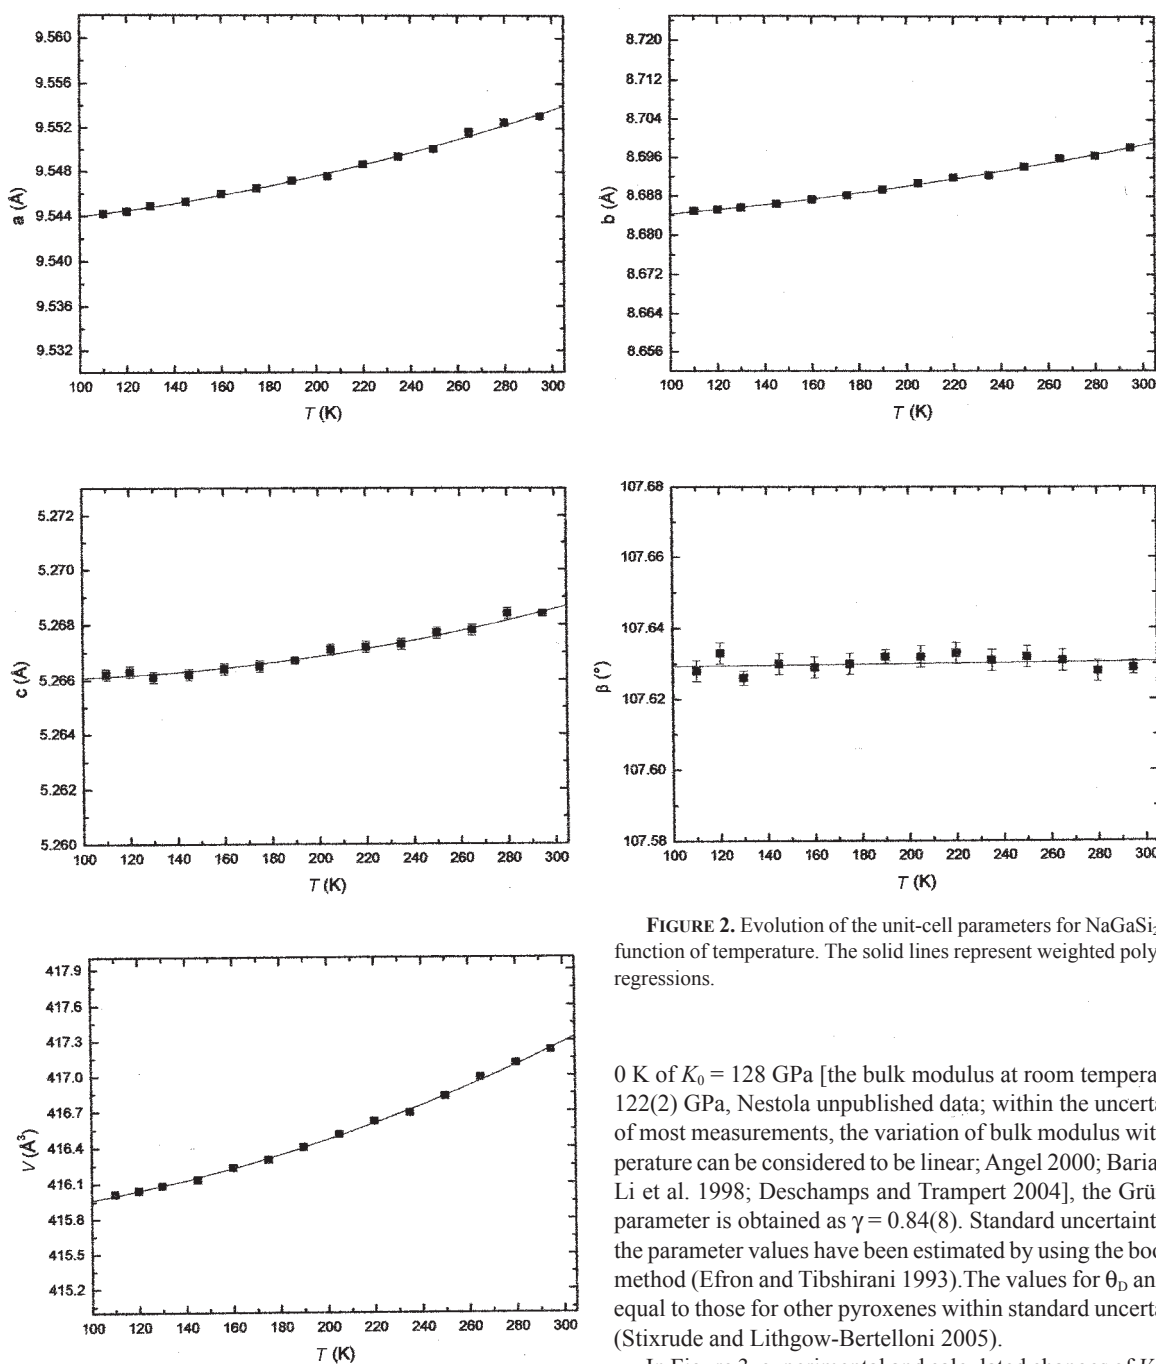 9.560
9.556
9.552
9.548
9.544
9.540
9.536
9.532
a (Å)
100 120 140 160 180 200 220 240 260 280 300
T (K)
8.720
8.712
8.704
8.696
8.688
8.680
8.672
8.664
8.656
b (Å)
100 120 140 160 180 200 220 240 260 280 300
T (K)
5.272
5.270
5.268
5.266
5.264
5.262
5.260
c (Å)
100 120 140 160 180 200 220 240 260 280 300
T (K)
107.68
107.66
107.64
107.62
107.60
107.58
β (°)
100 120 140 160 180 200 220 240 260 280 300
T (K)
FIGURE 2. Evolution of the unit-cell parameters for NaGaSi₂
function of temperature. The solid lines represent weighted poly
regressions.
417.9
417.6
417.3
417.0
416.7
416.4
416.1
415.8
415.5
415.2
V (Å³)
100 120 140 160 180 200 220 240 260 280 300
T (K)
0 K of K₀ = 128 GPa [the bulk modulus at room tempera
122(2) GPa, Nestola unpublished data; within the uncerta
of most measurements, the variation of bulk modulus wit
perature can be considered to be linear; Angel 2000; Baria
Li et al. 1998; Deschamps and Trampert 2004], the Grü
parameter is obtained as γ = 0.84(8). Standard uncertaint
the parameter values have been estimated by using the boo
method (Efron and Tibshirani 1993).The values for θ_D an
equal to those for other pyroxenes within standard uncerta
(Stixrude and Lithgow-Bertelloni 2005).
In Figure 3, experimental and calculated changes of K